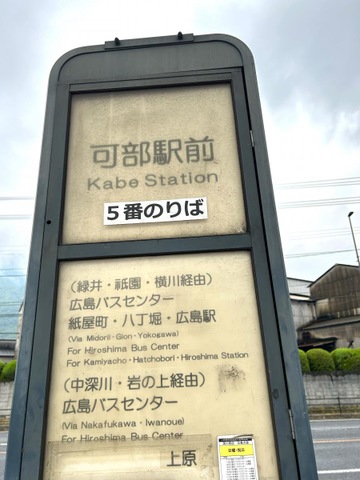 可部駅前
Kabe Station
5番のりば
(緑井・祇園・横川経由)
広島バスセンター
紙屋町・八丁堀・広島駅
(Via Midorii・Gion・Yokogawa)
For Hiroshima Bus Center
For Kamiyacho・Hatchobori・Hiroshima Station
(中深川・岩の上経由)
広島バスセンター
(Via Nakafukawa・Iwanoue)
For Hiroshima Bus Center
上原